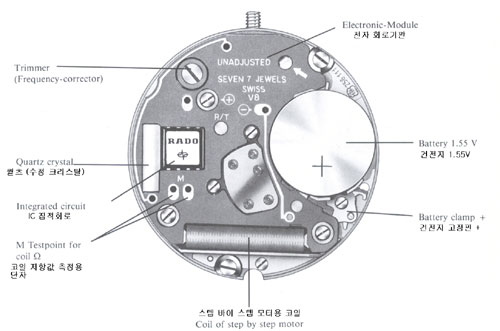 Electronic-Module
전자 회로기판
Trimmer
(Frequency-corrector)
UNADJUSTED
SEVEN 7 JEWELS
SWISS
V8
R/T
RADO
M
Battery 1.55 V
건전지 1.55V
Quartz crystal
쿼츠 (수정 크리스탈)
Integrated circuit
IC 집적회로
Battery clamp +
건전지 고정핀 +
M Testpoint for
coil Ω
코일 저항값 측정용
단자
스텝 바이 스텝 모터용 코일
Coil of step by step motor